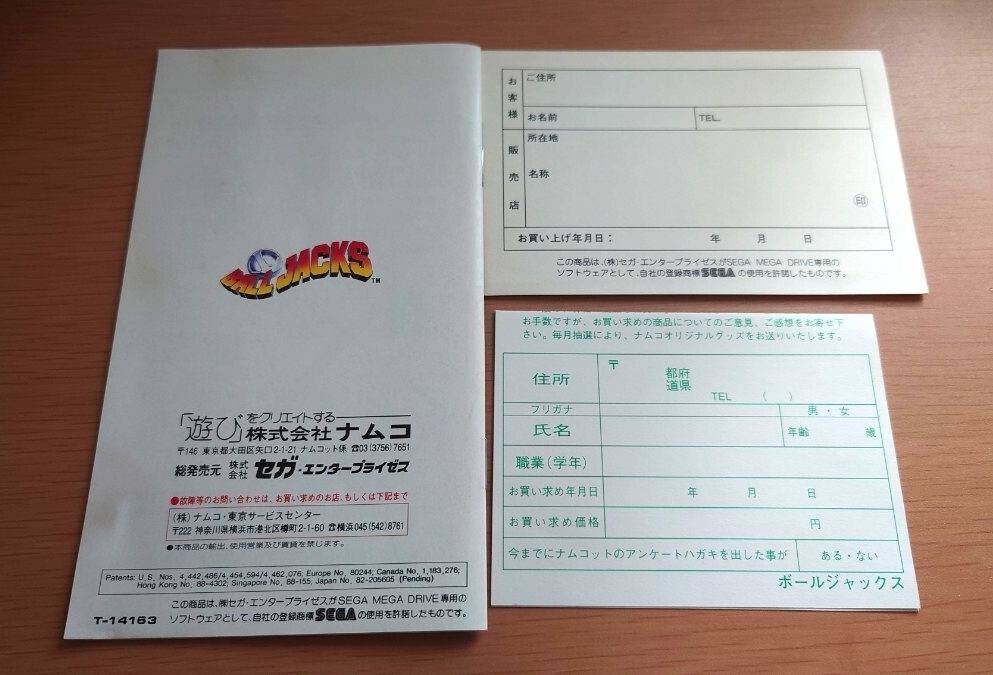 BALL JACKS™
「遊び」をクリエイトする
株式会社 ナムコ
〒146 東京都大田区矢口2-1-21 ナムコット係 ☎03(3756)7651
総発売元 株式会社 セガ・エンタープライゼス
●故障等のお問い合わせは、お買い求めのお店、もしくは下記まで
(株)ナムコ・東京サービスセンター
〒222 神奈川県横浜市港北区樽町2-1-60 ☎横浜045(542)8761
●本商品の輸出、使用営業及び賃貸を禁じます。
Patents: U.S. Nos. 4,442,486/4,454,594/4,462,076; Europe No. 80244; Canada No. 1,183,276;
Hong Kong No. 88-4302; Singapore No. 88-155; Japan No. 82-205605 (Pending)
この商品は、㈱セガ・エンタープライゼスがSEGA MEGA DRIVE専用の
ソフトウェアとして、自社の登録商標SEGAの使用を許諾したものです。
T-14163
お客様
ご住所
お名前
TEL.
販売店
所在地
名称
㊞
お買い上げ年月日: 年 月 日
この商品は、(株)セガ・エンタープライゼスがSEGA MEGA DRIVE専用の
ソフトウェアとして、自社の登録商標SEGAの使用を許諾したものです。
お手数ですが、お買い求めの商品についてのご意見、ご感想をお寄せ下
さい。毎月抽選により、ナムコオリジナルグッズをお送りいたします。
住所
〒
都府
道県
TEL ( )
フリガナ
男・女
氏名
年齢 歳
職業(学年)
お買い求め年月日 年 月 日
お買い求め価格 円
今までにナムコットのアンケートハガキを出した事が ある・ない
ボールジャックス